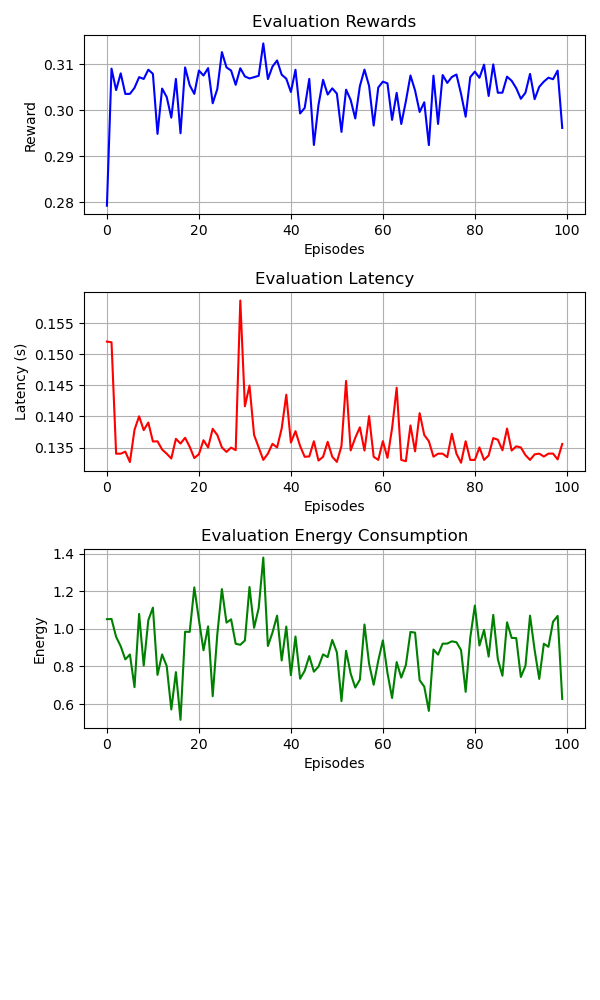 Evaluation Rewards
0.31
0.30
0.29
0.28
Reward
0 20 40 60 80 100
Episodes
Evaluation Latency
0.155
0.150
0.145
0.140
0.135
Latency (s)
0 20 40 60 80 100
Episodes
Evaluation Energy Consumption
1.4
1.2
1.0
0.8
0.6
Energy
0 20 40 60 80 100
Episodes